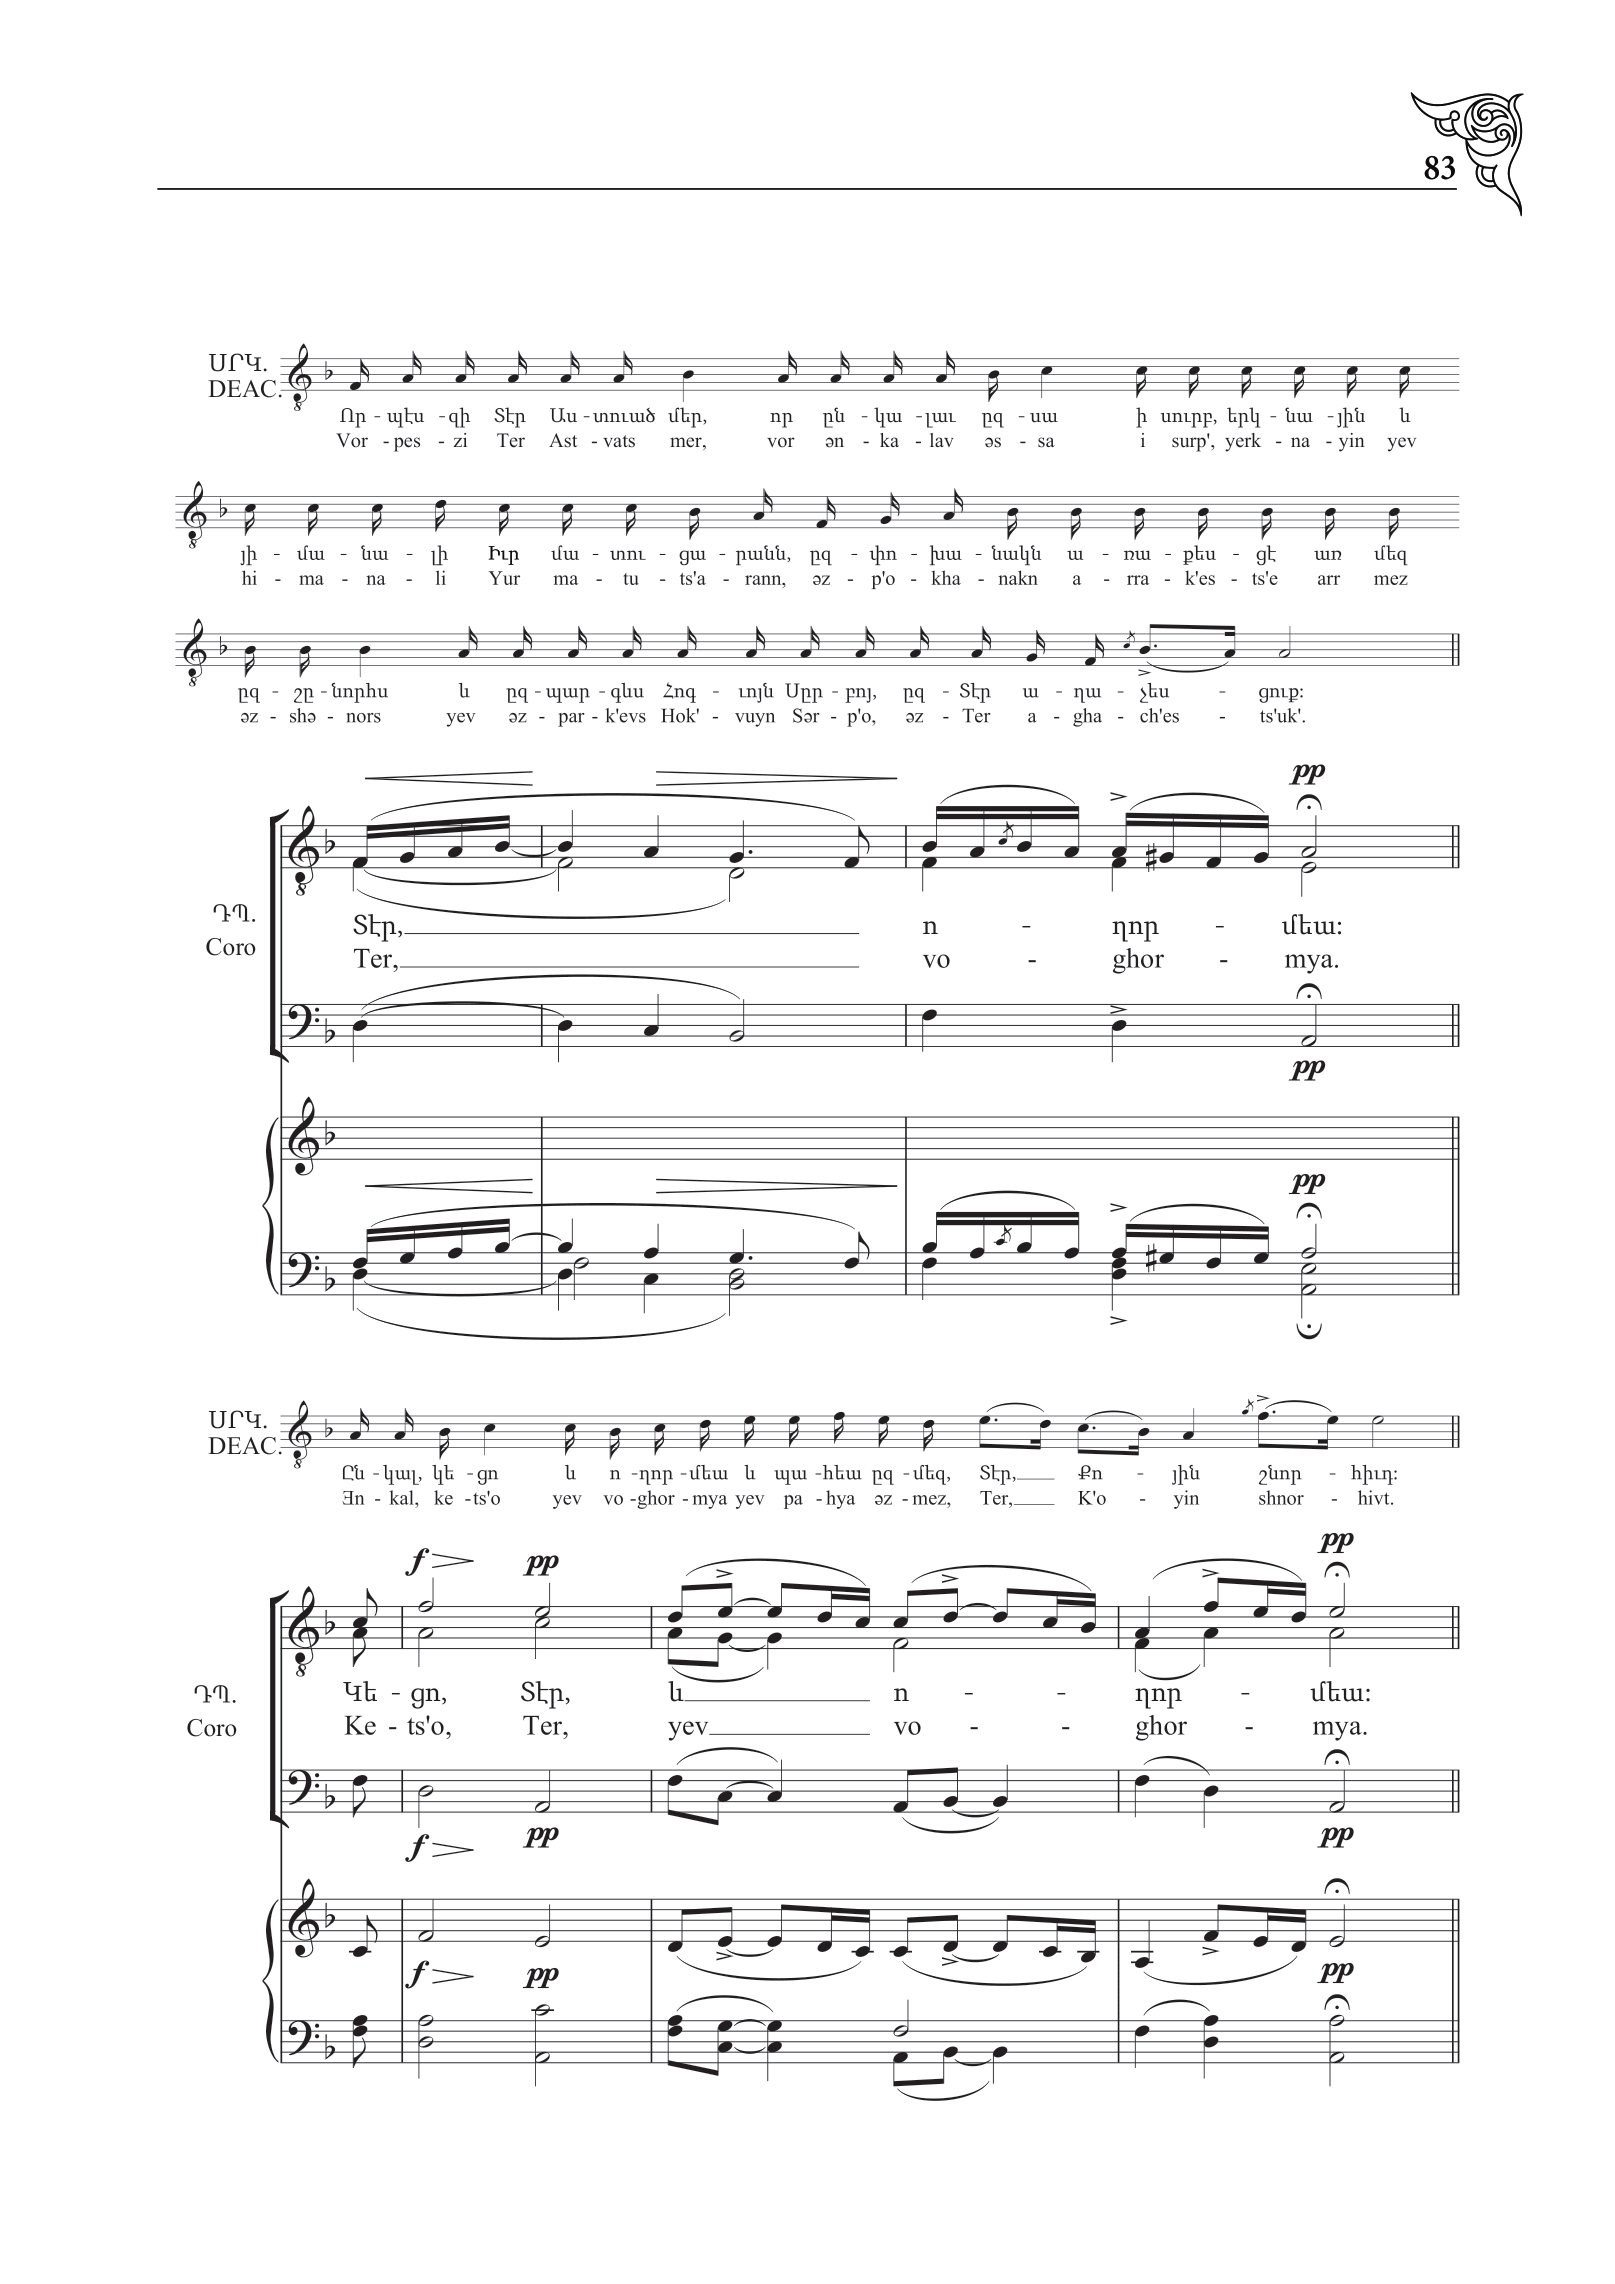 83
ՍՐԿ.
DEAC.
Որ - պէս - զի Տէր Աս - տուած մեր, որ ըն - կա - լաւ ըզ - սա ի սուրբ, երկ - նա - յին և
Vor - pes - zi Ter Ast - vats mer, vor ən - ka - lav əs - sa i surp', yerk - na - yin yev
յի - մա - նա - լի Իւր մա - տու - ցա - րանն, ըզ - փո - խա - նակն ա - ռա - քես - ցէ առ մեզ
hi - ma - na - li Yur ma - tu - ts'a - rann, əz - p'o - kha - nakn a - rra - k'es - ts'e arr mez
ըզ - շը - նորհս և ըզ - պար - գևս Հոգ - ւոյն Սըր - բոյ, ըզ - Տէր ա - ղա - չես - ցուք:
əz - shə - nors yev əz - par - k'evs Hok' - vuyn Sər - p'o, əz - Ter a - gha - ch'es - ts'uk'.
pp
ԴՊ.
Coro
Տէր, ո - ղոր - մեա:
Ter, vo - ghor - mya.
pp
pp
ՍՐԿ.
DEAC.
Ըն - կալ, կե - ցո և ո - ղոր - մեա և պա - հեա ըզ - մեզ, Տէր, Քո - յին շնոր - հիւդ:
Ən - kal, ke - ts'o yev vo - ghor - mya yev pa - hya əz - mez, Ter, K'o - yin shnor - hivt.
f pp pp
ԴՊ.
Coro
Կե - ցո, Տէր, և ո - - ղոր - մեա:
Ke - ts'o, Ter, yev vo - - ghor - mya.
f pp pp
f pp pp